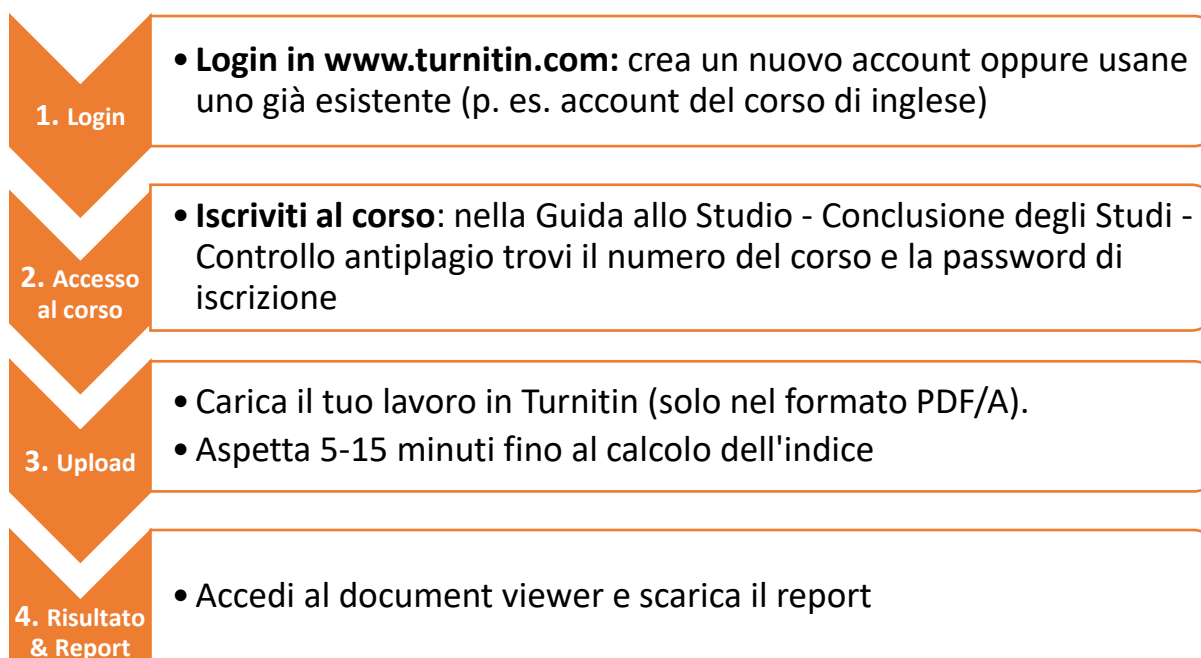 1. Login
• Login in www.turnitin.com: crea un nuovo account oppure usane
uno già esistente (p. es. account del corso di inglese)
2. Accesso
al corso
• Iscriviti al corso: nella Guida allo Studio - Conclusione degli Studi -
Controllo antiplagio trovi il numero del corso e la password di
iscrizione
3. Upload
• Carica il tuo lavoro in Turnitin (solo nel formato PDF/A).
• Aspetta 5-15 minuti fino al calcolo dell'indice
4. Risultato
& Report
• Accedi al document viewer e scarica il report